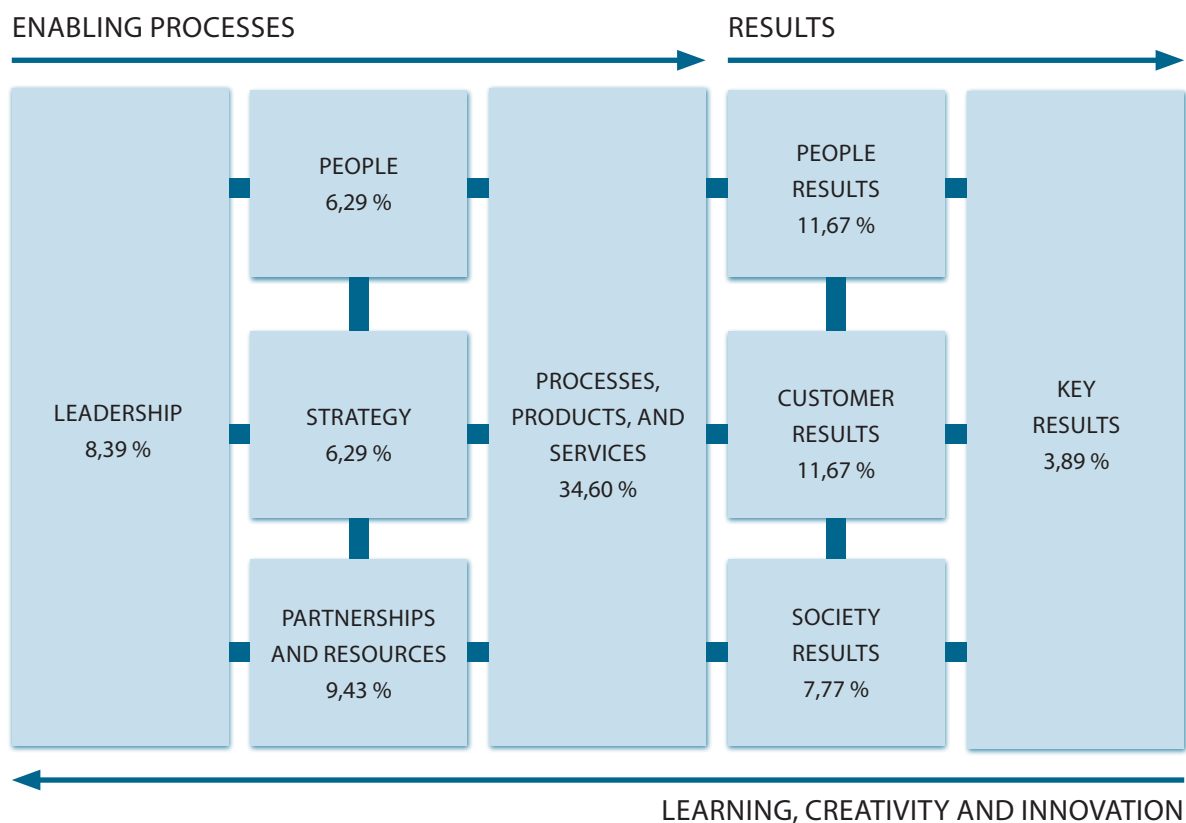 ENABLING PROCESSES
RESULTS
LEADERSHIP
8,39 %
PEOPLE
6,29 %
STRATEGY
6,29 %
PARTNERSHIPS
AND RESOURCES
9,43 %
PROCESSES,
PRODUCTS, AND
SERVICES
34,60 %
PEOPLE
RESULTS
11,67 %
CUSTOMER
RESULTS
11,67 %
SOCIETY
RESULTS
7,77 %
KEY
RESULTS
3,89 %
LEARNING, CREATIVITY AND INNOVATION